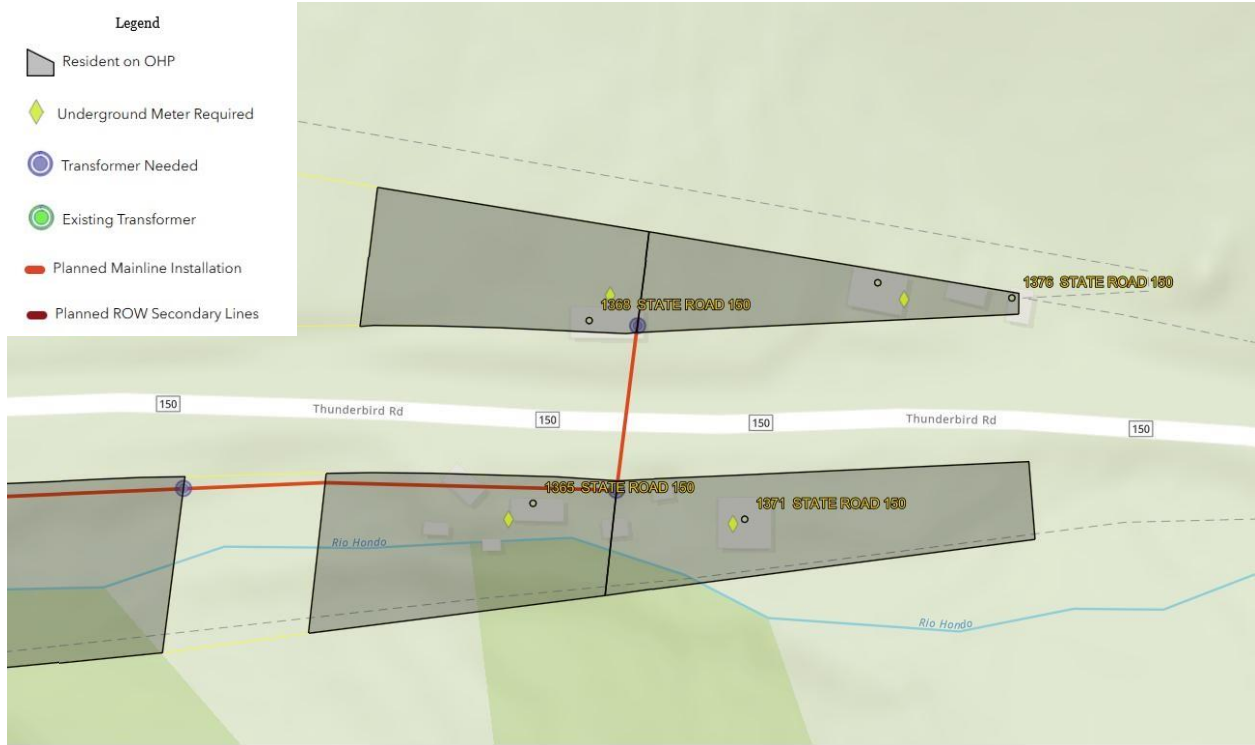 Legend
Resident on OHP
Underground Meter Required
Transformer Needed
Existing Transformer
Planned Mainline Installation
Planned ROW Secondary Lines
1376 STATE ROAD 150
1368 STATE ROAD 150
150
Thunderbird Rd
150
150
Thunderbird Rd
150
1365 STATE ROAD 150
1371 STATE ROAD 150
Rio Hondo
Rio Hondo